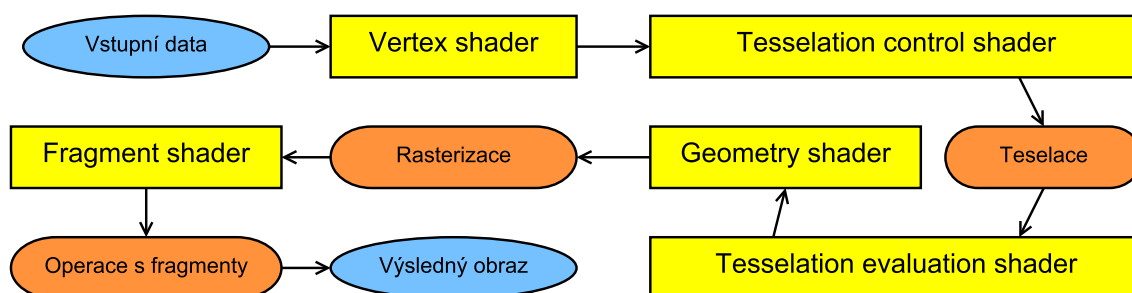 Vstupní data
Vertex shader
Tesselation control shader
Fragment shader
Rasterizace
Geometry shader
Teselace
Operace s fragmenty
Výsledný obraz
Tesselation evaluation shader